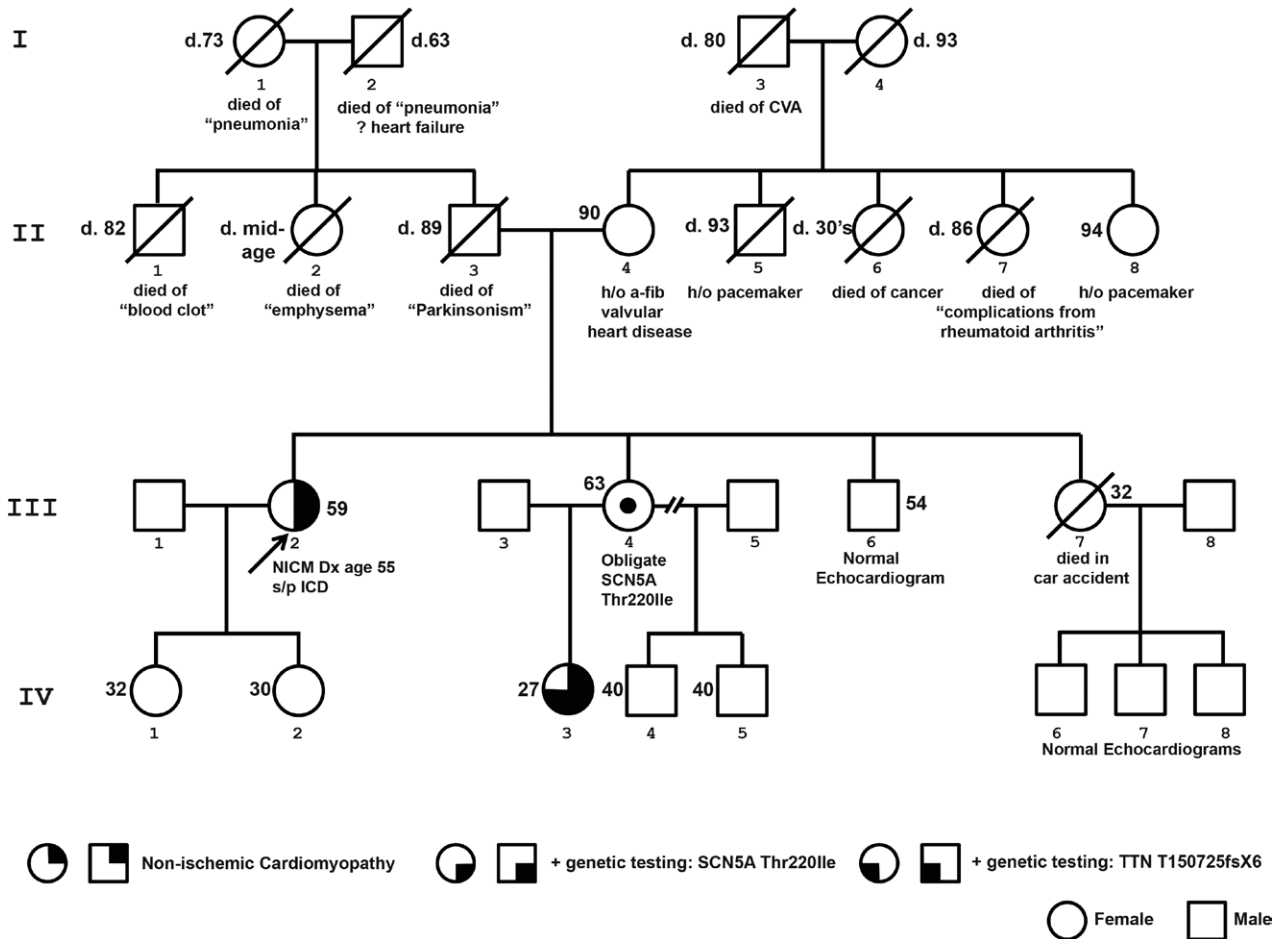 I
d.73
d.63
d. 80
d. 93
1
2
3
4
died of
"pneumonia"
died of "pneumonia"
? heart failure
died of CVA
II
d. 82
d. mid-
age
d. 89
90
d. 93
d. 30's
d. 86
94
1
2
3
4
5
6
7
8
died of
"blood clot"
died of
"emphysema"
died of
"Parkinsonism"
h/o a-fib
valvular
heart disease
h/o pacemaker
died of cancer
died of
"complications from
rheumatoid arthritis"
h/o pacemaker
III
59
63
54
32
1
2
3
4
5
6
7
8
NICM Dx age 55
s/p ICD
Obligate
SCN5A
Thr220Ile
Normal
Echocardiogram
died in
car accident
IV
32
30
27
40
40
1
2
3
4
5
6
7
8
Normal Echocardiograms
Non-ischemic Cardiomyopathy
+ genetic testing: SCN5A Thr220Ile
+ genetic testing: TTN T150725fsX6
Female
Male